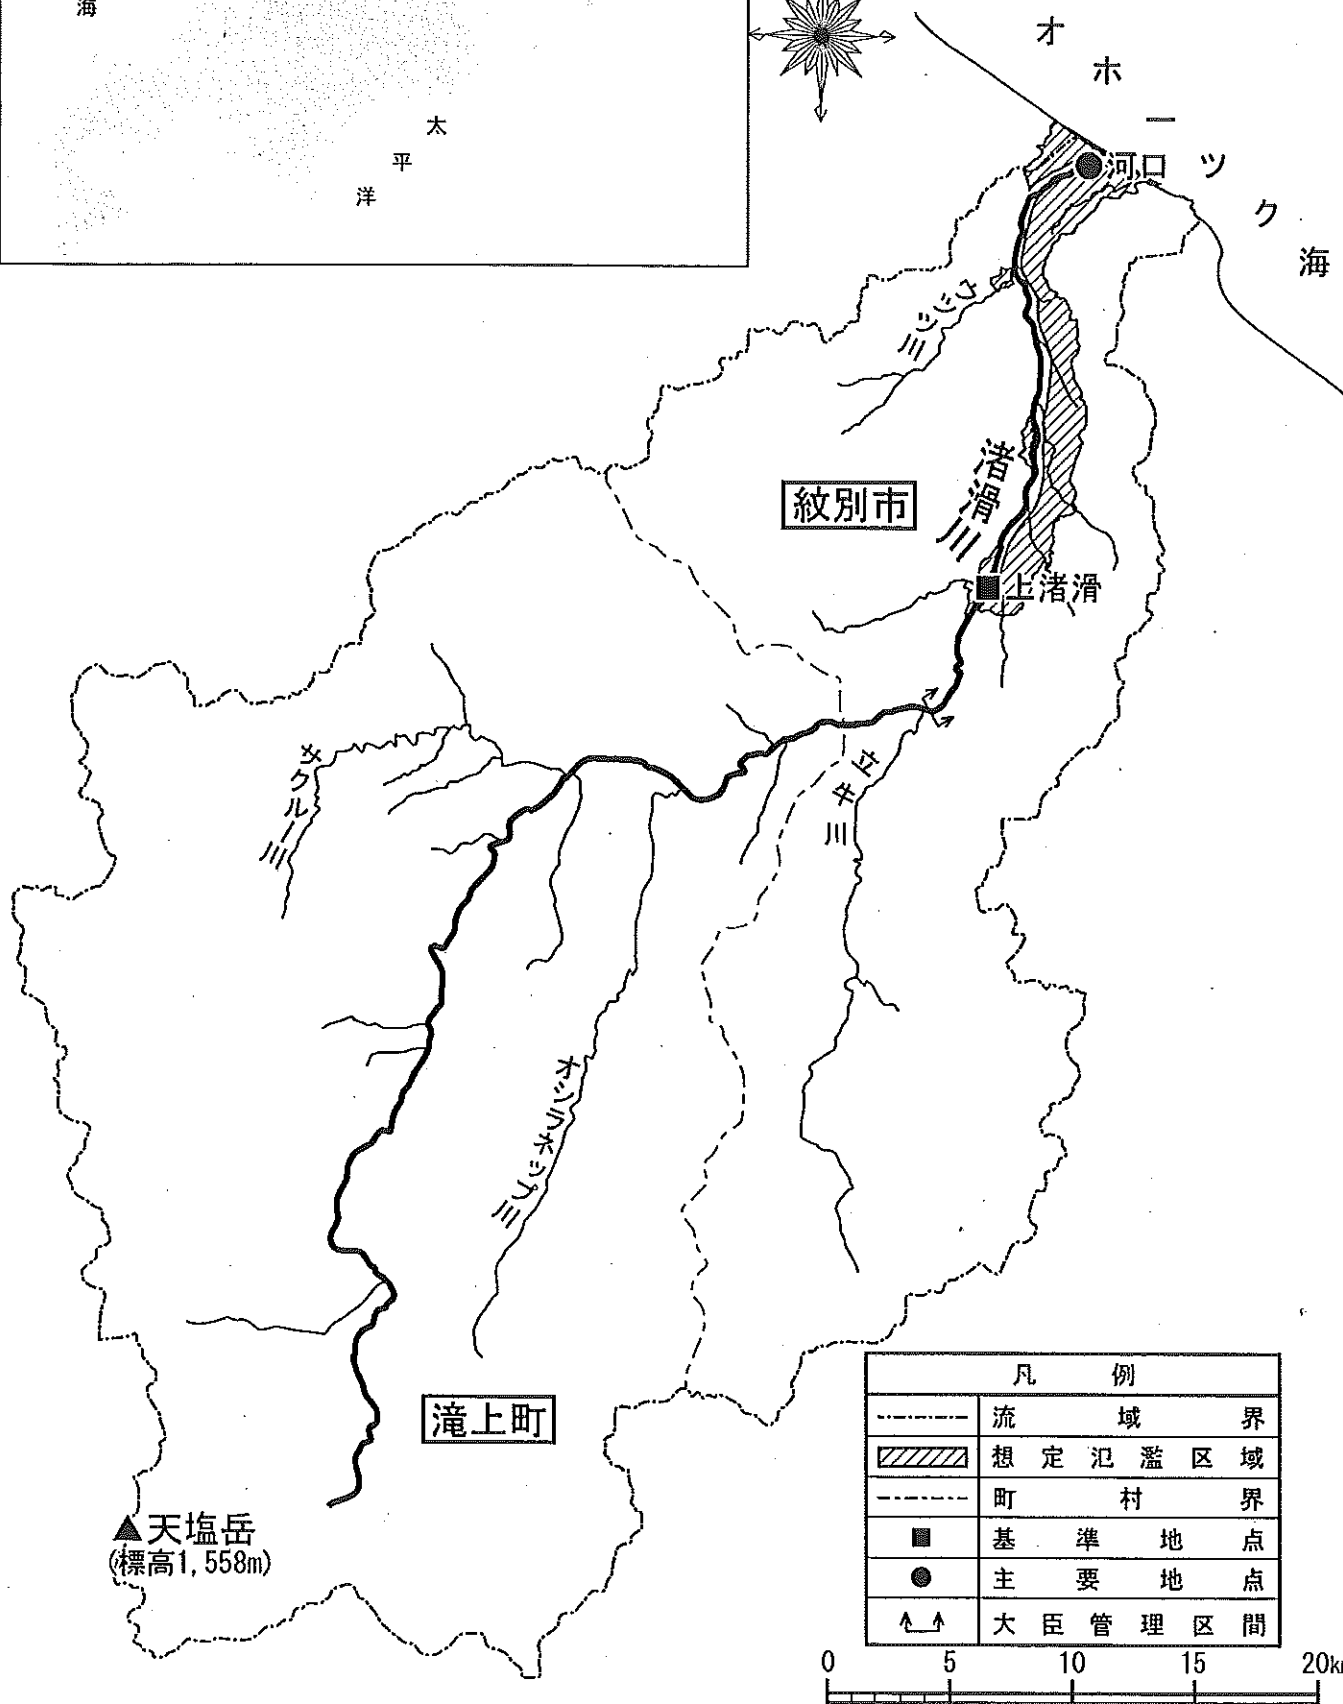 海
太平洋
オホーツク海
河口
ウツツ川
渚滑川
紋別市
上渚滑
サクルー川
立牛川
オシラネップ川
滝上町
天塩岳
(標高1,558m)
凡例
流域界
想定氾濫区域
町村界
基準地点
主要地点
大臣管理区間
0 5 10 15 20km